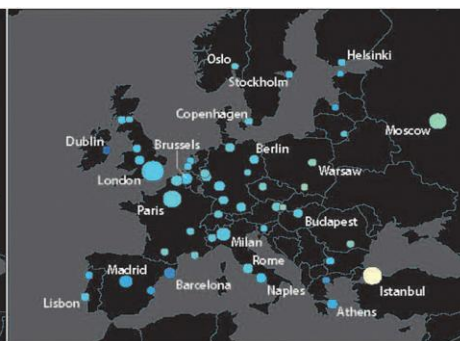 Oslo
Helsinki
Stockholm
Copenhagen
Moscow
Dublin
Brussels
Berlin
London
Warsaw
Paris
Budapest
Milan
Madrid
Rome
Lisbon
Barcelona
Naples
Istanbul
Athens